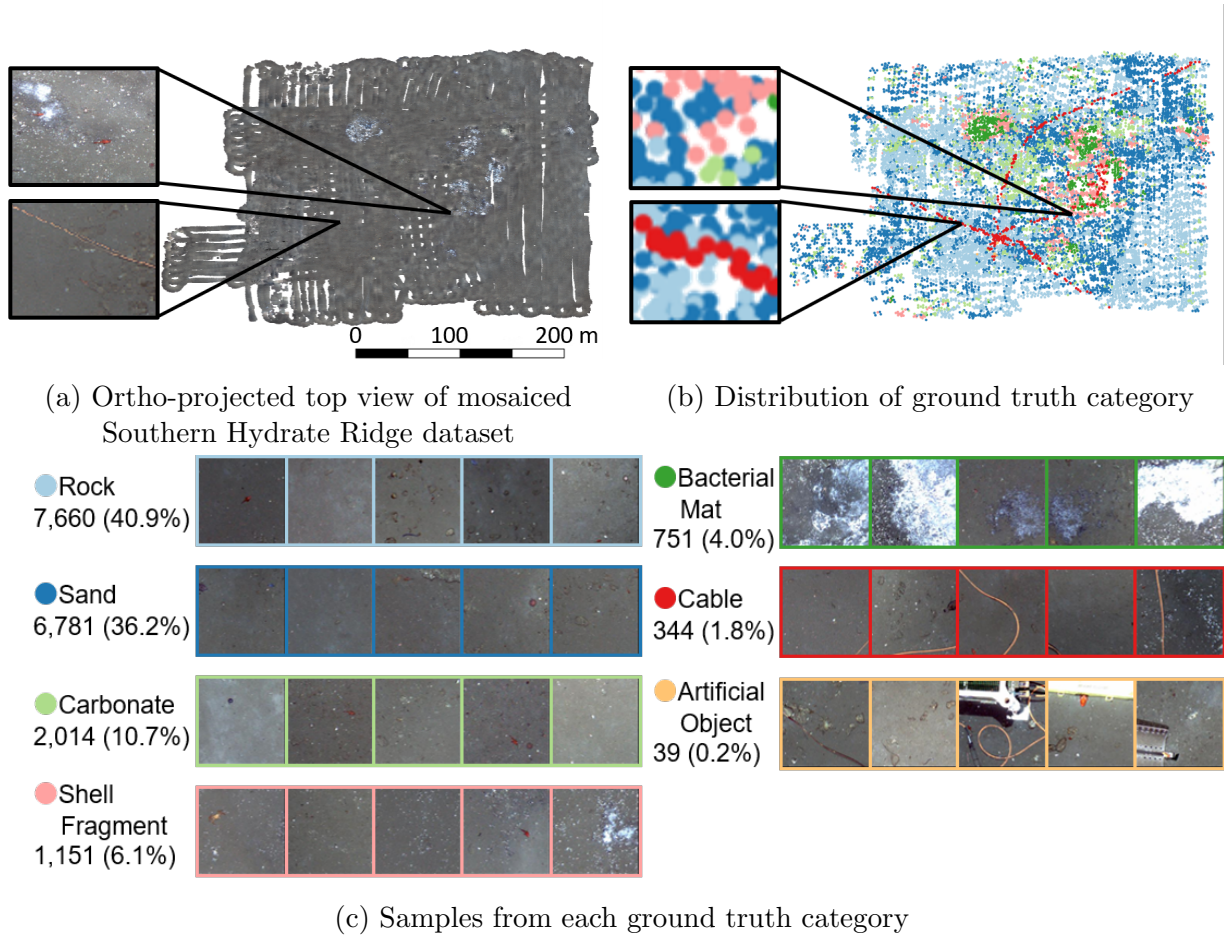 0 100 200 m
(a) Ortho-projected top view of mosaiced
Southern Hydrate Ridge dataset
(b) Distribution of ground truth category
Rock
7,660 (40.9%)
Sand
6,781 (36.2%)
Carbonate
2,014 (10.7%)
Shell
Fragment
1,151 (6.1%)
Bacterial
Mat
751 (4.0%)
Cable
344 (1.8%)
Artificial
Object
39 (0.2%)
(c) Samples from each ground truth category